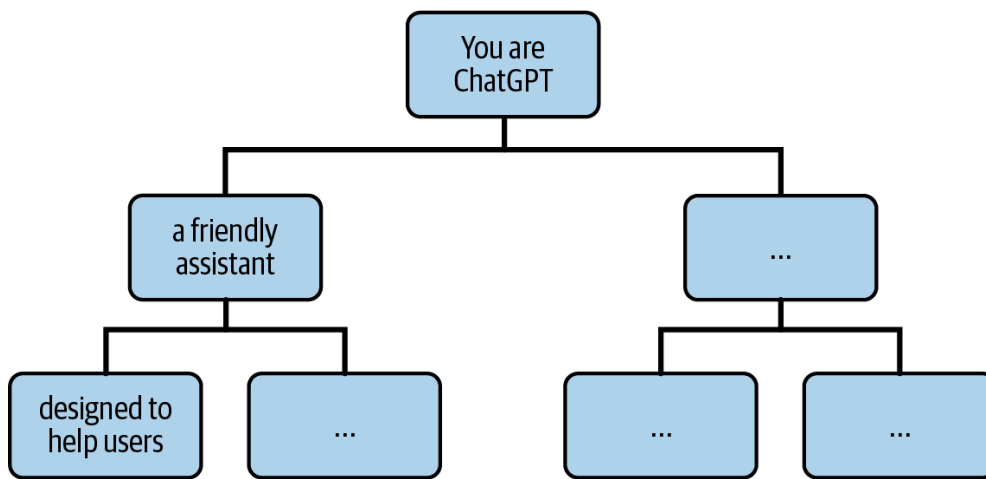 You are
ChatGPT
a friendly
assistant
...
designed to
help users
...
...
...